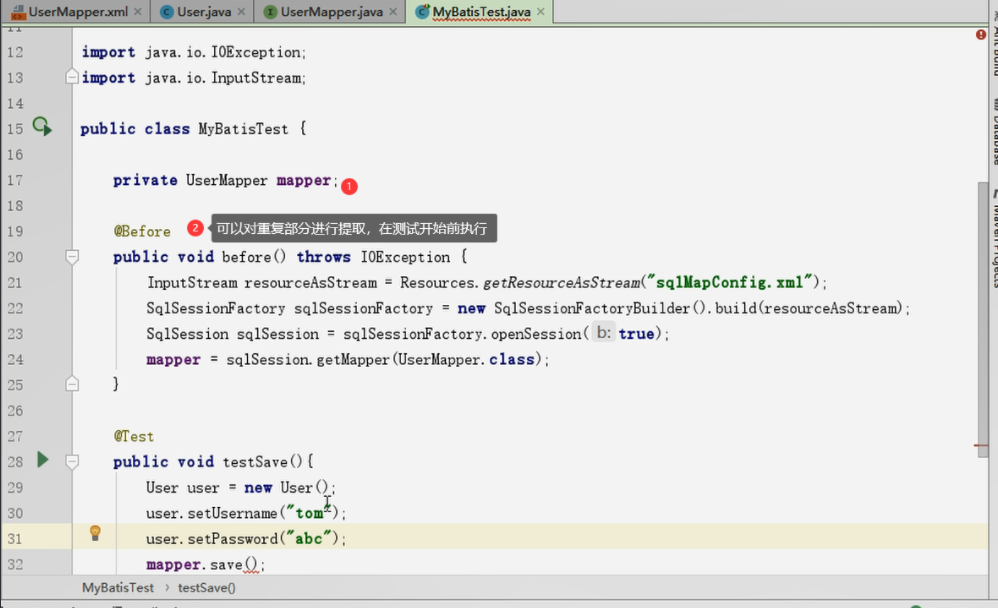 UserMapper.xml × User.java × UserMapper.java × MyBatisTest.java ×
11
12 import java.io.IOException;
13 import java.io.InputStream;
14
15 public class MyBatisTest {
16
17 private UserMapper mapper; 1
18
19 @Before 2 可以对重复部分进行提取，在测试开始前执行
20 public void before() throws IOException {
21 InputStream resourceAsStream = Resources.getResourceAsStream("sqlMapConfig.xml");
22 SqlSessionFactory sqlSessionFactory = new SqlSessionFactoryBuilder().build(resourceAsStream);
23 SqlSession sqlSession = sqlSessionFactory.openSession( b: true);
24 mapper = sqlSession.getMapper(UserMapper.class);
25 }
26
27 @Test
28 public void testSave(){
29 User user = new User();
30 user.setUsername("tom");
31 user.setPassword("abc");
32 mapper.save();
MyBatisTest › testSave()
Ant Build
Database
Maven Projects